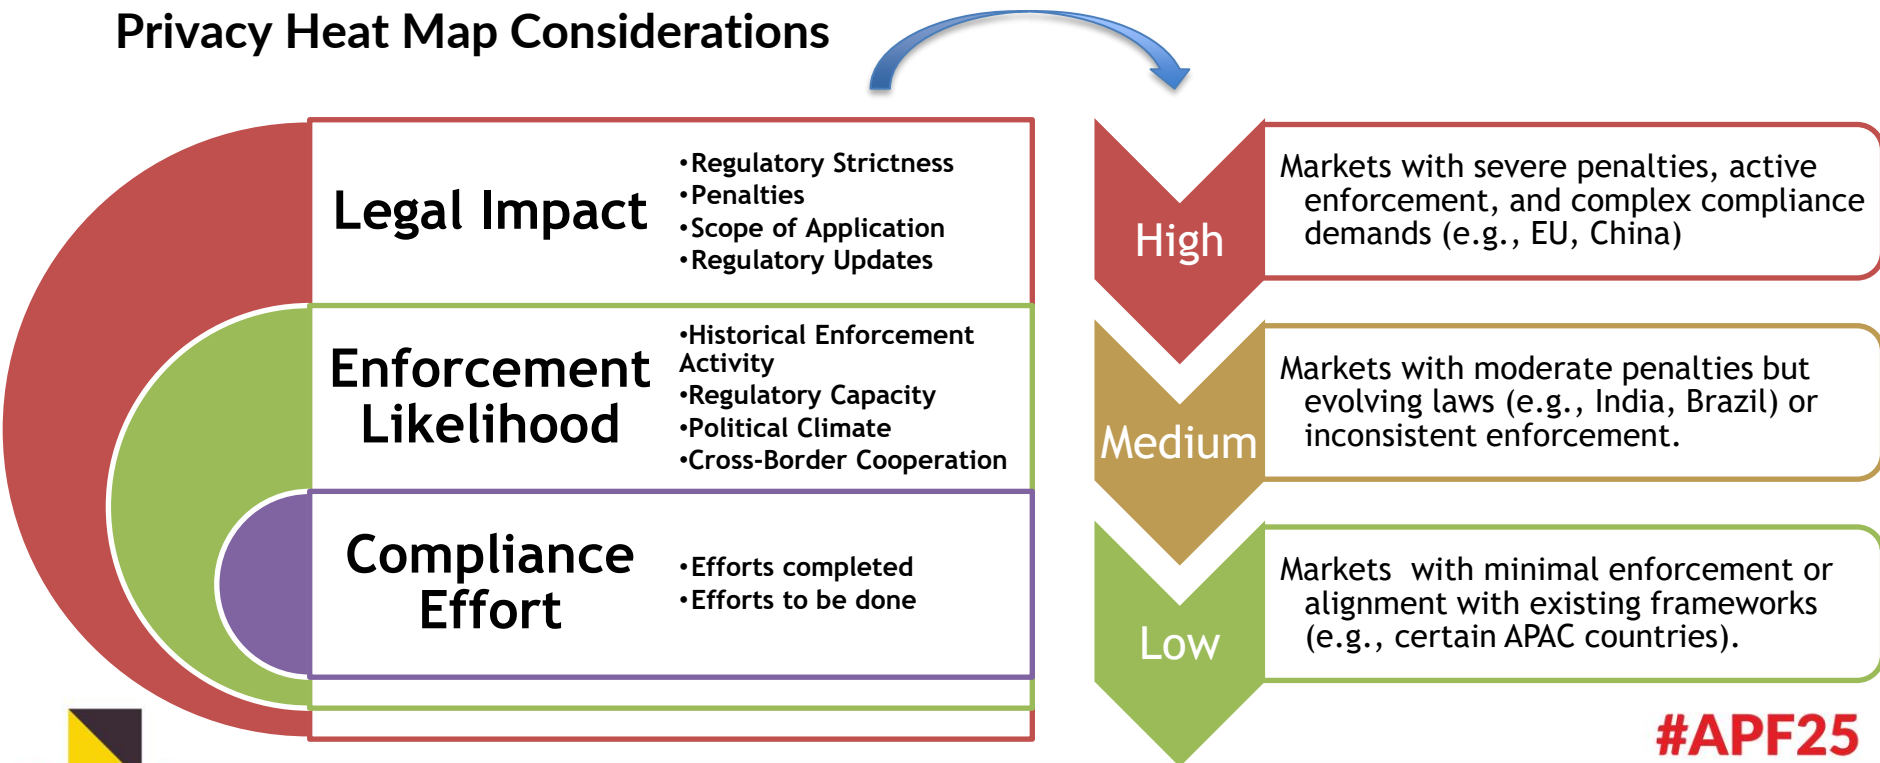 Privacy Heat Map Considerations
Legal Impact
•Regulatory Strictness
•Penalties
•Scope of Application
•Regulatory Updates
Enforcement
Likelihood
•Historical Enforcement
Activity
•Regulatory Capacity
•Political Climate
•Cross-Border Cooperation
Compliance
Effort
•Efforts completed
•Efforts to be done
High
Markets with severe penalties, active
enforcement, and complex compliance
demands (e.g., EU, China)
Medium
Markets with moderate penalties but
evolving laws (e.g., India, Brazil) or
inconsistent enforcement.
Low
Markets with minimal enforcement or
alignment with existing frameworks
(e.g., certain APAC countries).
#APF25